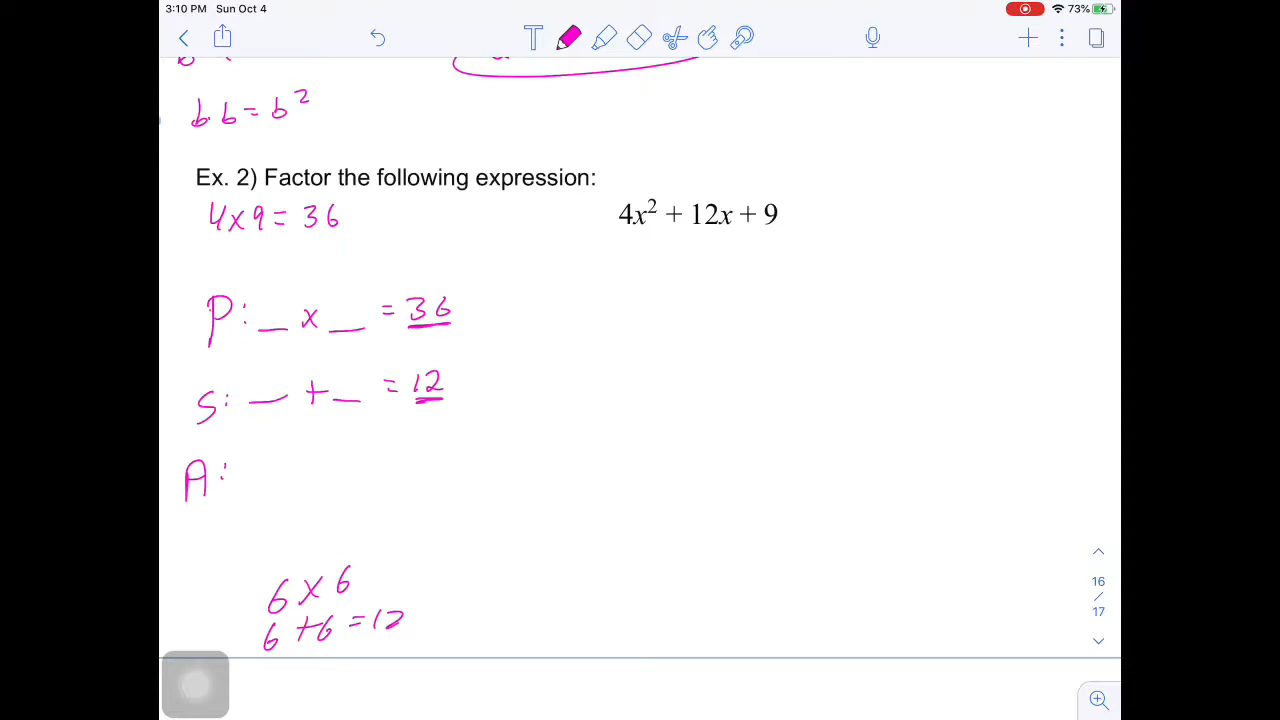 3:10 PM Sun Oct 4
73%
b·b = b²
Ex. 2) Factor the following expression:
4x9 = 36
4x² + 12x + 9
P: _ x _ = 36
S: _ + _ = 12
A:
6 x 6
6 + 6 = 12
16
/
17